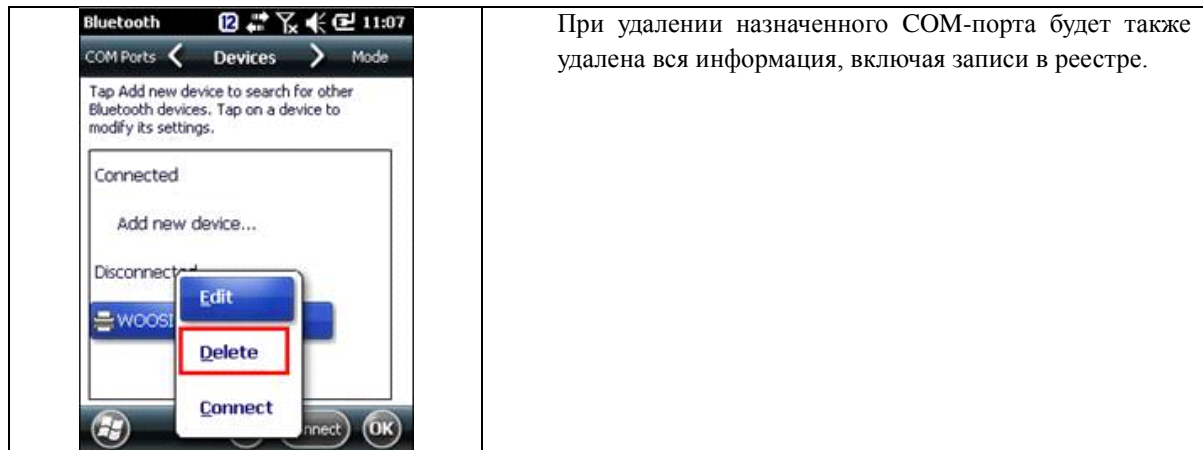 Bluetooth 11:07
COM Ports Devices Mode
Tap Add new device to search for other
Bluetooth devices. Tap on a device to
modify its settings.
Connected
Add new device...
Disconnected
WOOSI
Edit
Delete
Connect
OK
При удалении назначенного COM-порта будет также
удалена вся информация, включая записи в реестре.